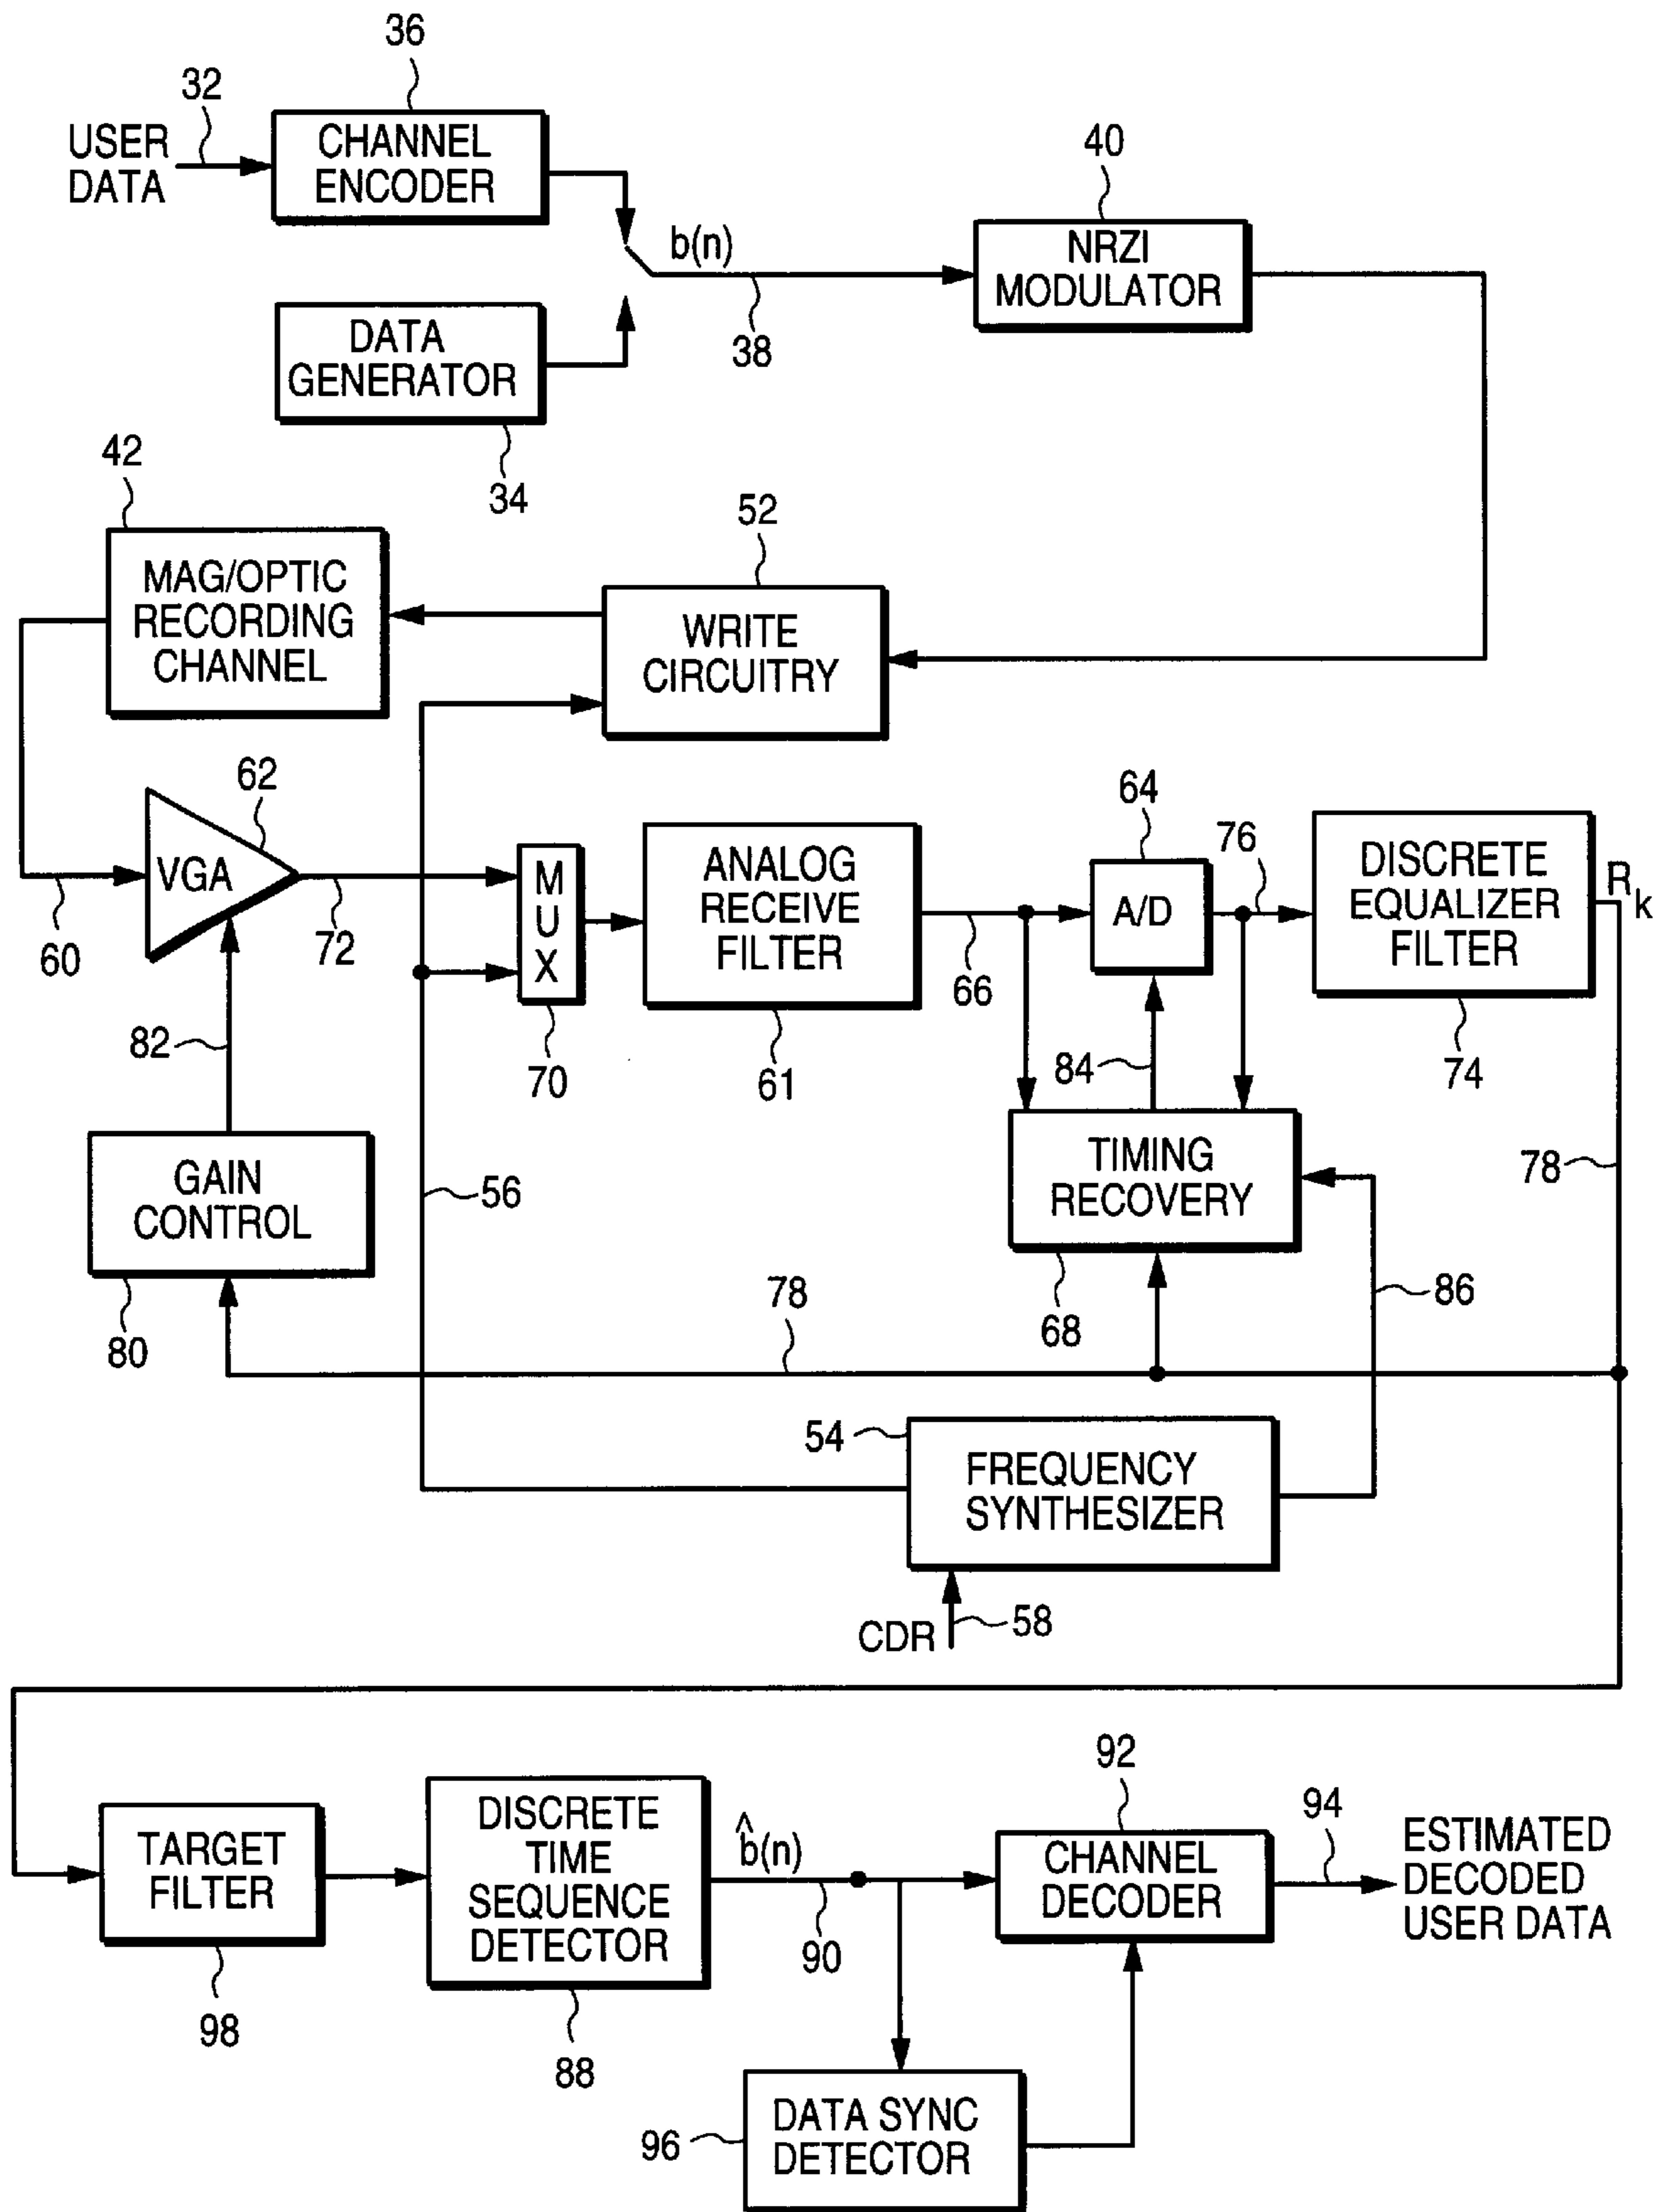 36
32
USER
DATA
CHANNEL
ENCODER
40
b(n)
NRZI
MODULATOR
38
DATA
GENERATOR
34
42
52
MAG/OPTIC
RECORDING
CHANNEL
WRITE
CIRCUITRY
62
64
76
VGA
M
U
X
ANALOG
RECEIVE
FILTER
A/D
DISCRETE
EQUALIZER
FILTER
Rk
60
72
66
82
70
61
84
74
GAIN
CONTROL
56
TIMING
RECOVERY
78
80
78
68
86
54
FREQUENCY
SYNTHESIZER
CDR
58
92
94
TARGET
FILTER
DISCRETE
TIME
SEQUENCE
DETECTOR
b̂(n)
CHANNEL
DECODER
ESTIMATED
DECODED
USER DATA
90
98
88
DATA SYNC
DETECTOR
96